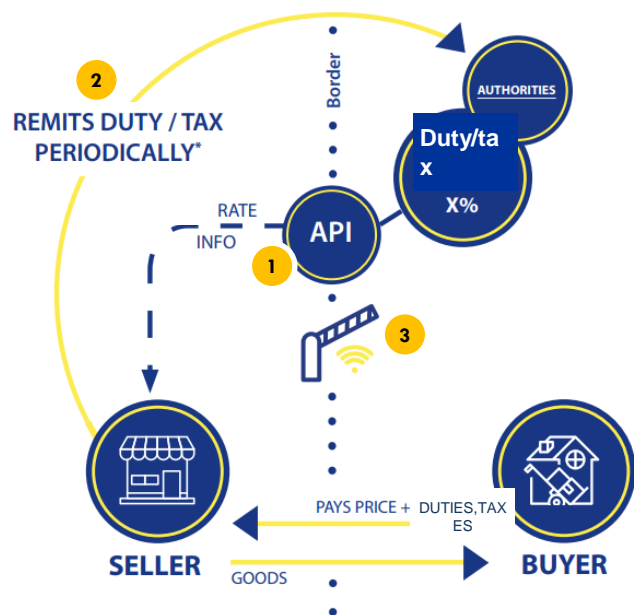 2
REMITS DUTY / TAX
PERIODICALLY*
Border
AUTHORITIES
Duty/ta
x
X%
RATE
INFO
API
1
3
PAYS PRICE + DUTIES,TAX
ES
SELLER
GOODS
BUYER